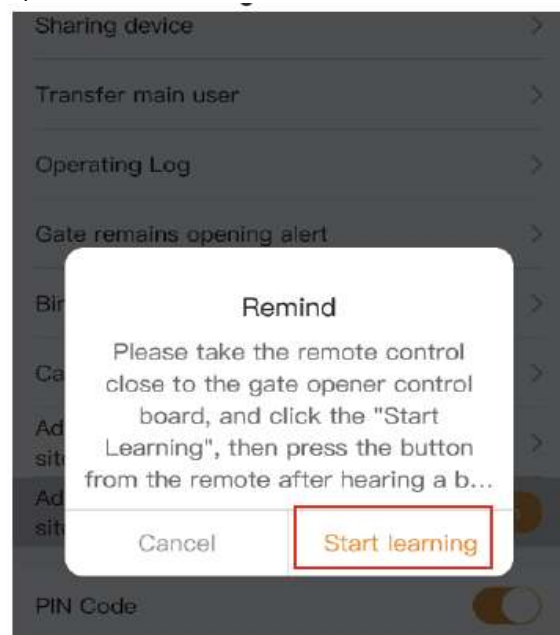 Sharing device
Transfer main user
Operating Log
Gate remains opening alert
Remind
Please take the remote control
close to the gate opener control
board, and click the "Start
Learning", then press the button
from the remote after hearing a b...
Cancel
Start learning
PIN Code